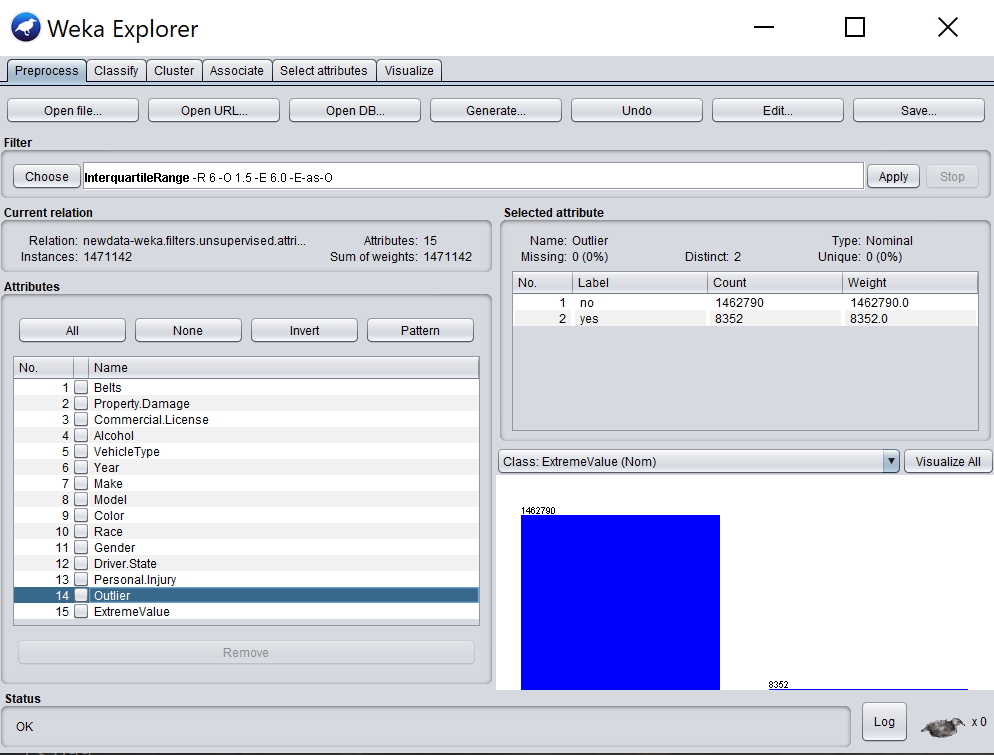 Weka Explorer
Preprocess Classify Cluster Associate Select attributes Visualize
Open file... Open URL... Open DB... Generate... Undo Edit... Save...
Filter
Choose InterquartileRange -R 6 -O 1.5 -E 6.0 -E-as-O Apply Stop
Current relation
Relation: newdata-weka.filters.unsupervised.attri... Attributes: 15
Instances: 1471142 Sum of weights: 1471142
Attributes
All None Invert Pattern
No. Name
1 Belts
2 Property.Damage
3 Commercial.License
4 Alcohol
5 VehicleType
6 Year
7 Make
8 Model
9 Color
10 Race
11 Gender
12 Driver.State
13 Personal.Injury
14 Outlier
15 ExtremeValue
Remove
Selected attribute
Name: Outlier Type: Nominal
Missing: 0 (0%) Distinct: 2 Unique: 0 (0%)
No. Label Count Weight
1 no 1462790 1462790.0
2 yes 8352 8352.0
Class: ExtremeValue (Nom) Visualize All
1462790
8352
Status
OK Log x 0